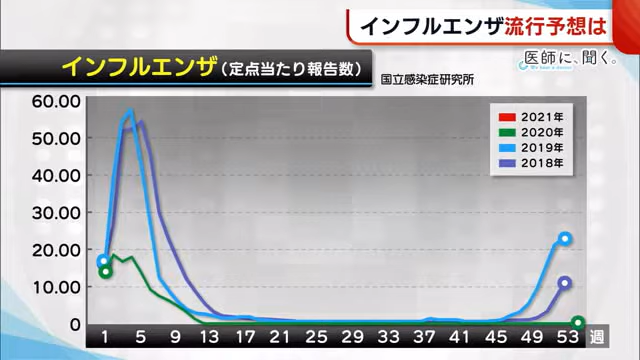 インフルエンザ流行予想は
医師に、聞く。
インフルエンザ(定点当たり報告数)
国立感染症研究所
60.00
50.00
40.00
30.00
20.00
10.00
0
2021年
2020年
2019年
2018年
1 5 9 13 17 21 25 29 33 37 41 45 49 53 週